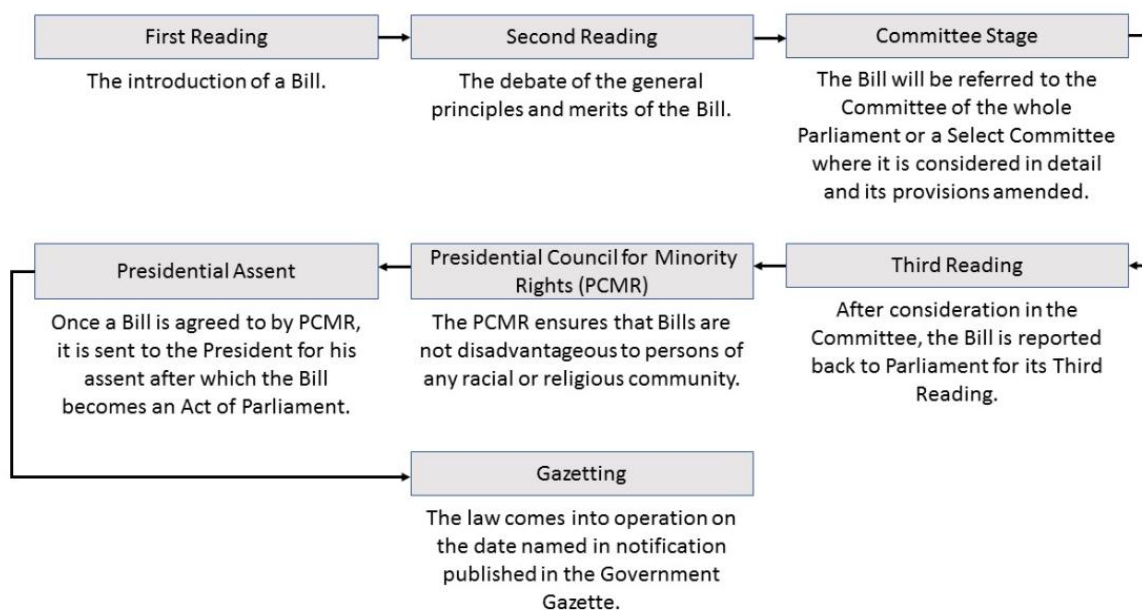 First Reading
The introduction of a Bill.
Second Reading
The debate of the general
principles and merits of the Bill.
Committee Stage
The Bill will be referred to the
Committee of the whole
Parliament or a Select Committee
where it is considered in detail
and its provisions amended.
Third Reading
After consideration in the
Committee, the Bill is reported
back to Parliament for its Third
Reading.
Presidential Council for Minority
Rights (PCMR)
The PCMR ensures that Bills are
not disadvantageous to persons of
any racial or religious community.
Presidential Assent
Once a Bill is agreed to by PCMR,
it is sent to the President for his
assent after which the Bill
becomes an Act of Parliament.
Gazetting
The law comes into operation on
the date named in notification
published in the Government
Gazette.